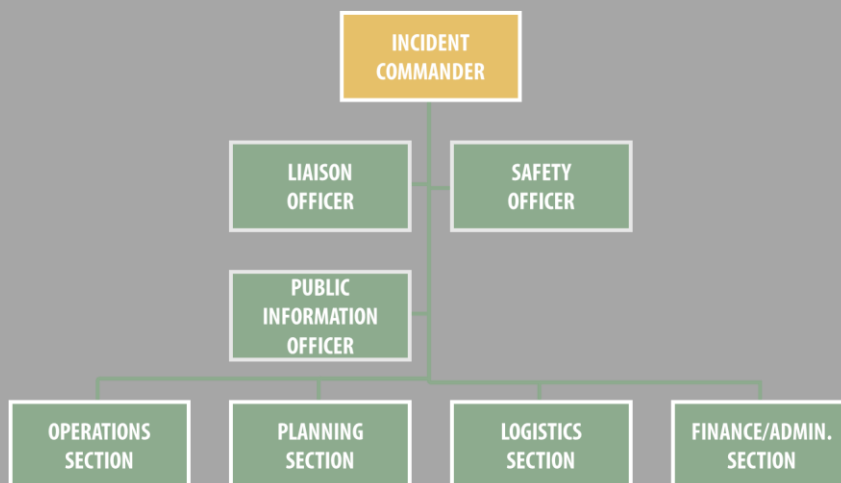 INCIDENT
COMMANDER
LIAISON
OFFICER
SAFETY
OFFICER
PUBLIC
INFORMATION
OFFICER
OPERATIONS
SECTION
PLANNING
SECTION
LOGISTICS
SECTION
FINANCE/ADMIN.
SECTION